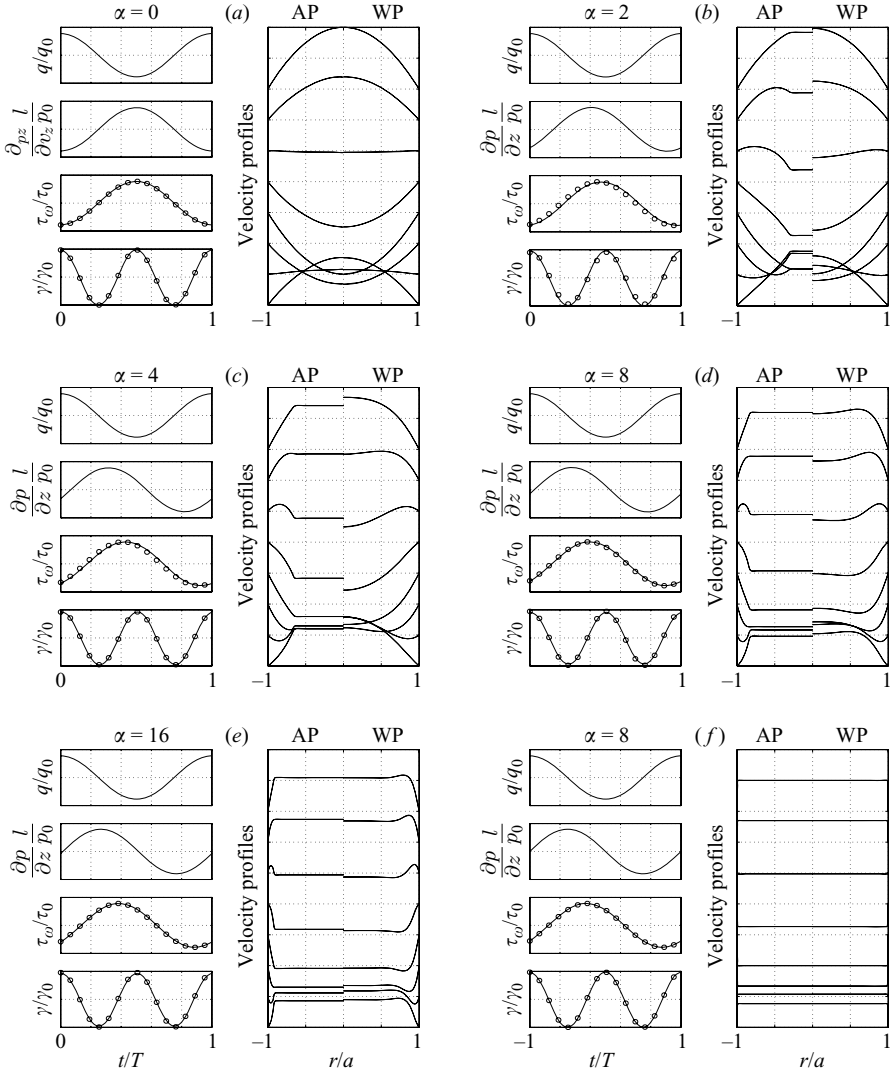 α = 0 (a) AP WP
q/q0
∂pz l
∂vz p0
τω/τ0
γ/γ0
Velocity profiles
0 1 −1 1
α = 2 (b) AP WP
q/q0
∂p l
∂z p0
τω/τ0
γ/γ0
Velocity profiles
0 1 −1 1
α = 4 (c) AP WP
q/q0
∂p l
∂z p0
τω/τ0
γ/γ0
Velocity profiles
0 1 −1 1
α = 8 (d) AP WP
q/q0
∂p l
∂z p0
τω/τ0
γ/γ0
Velocity profiles
0 1 −1 1
α = 16 (e) AP WP
q/q0
∂p l
∂z p0
τω/τ0
γ/γ0
Velocity profiles
0 1 −1 1
t/T r/a
α = 8 (f) AP WP
q/q0
∂p l
∂z p0
τω/τ0
γ/γ0
Velocity profiles
−1 1 −1 1
t/T r/a